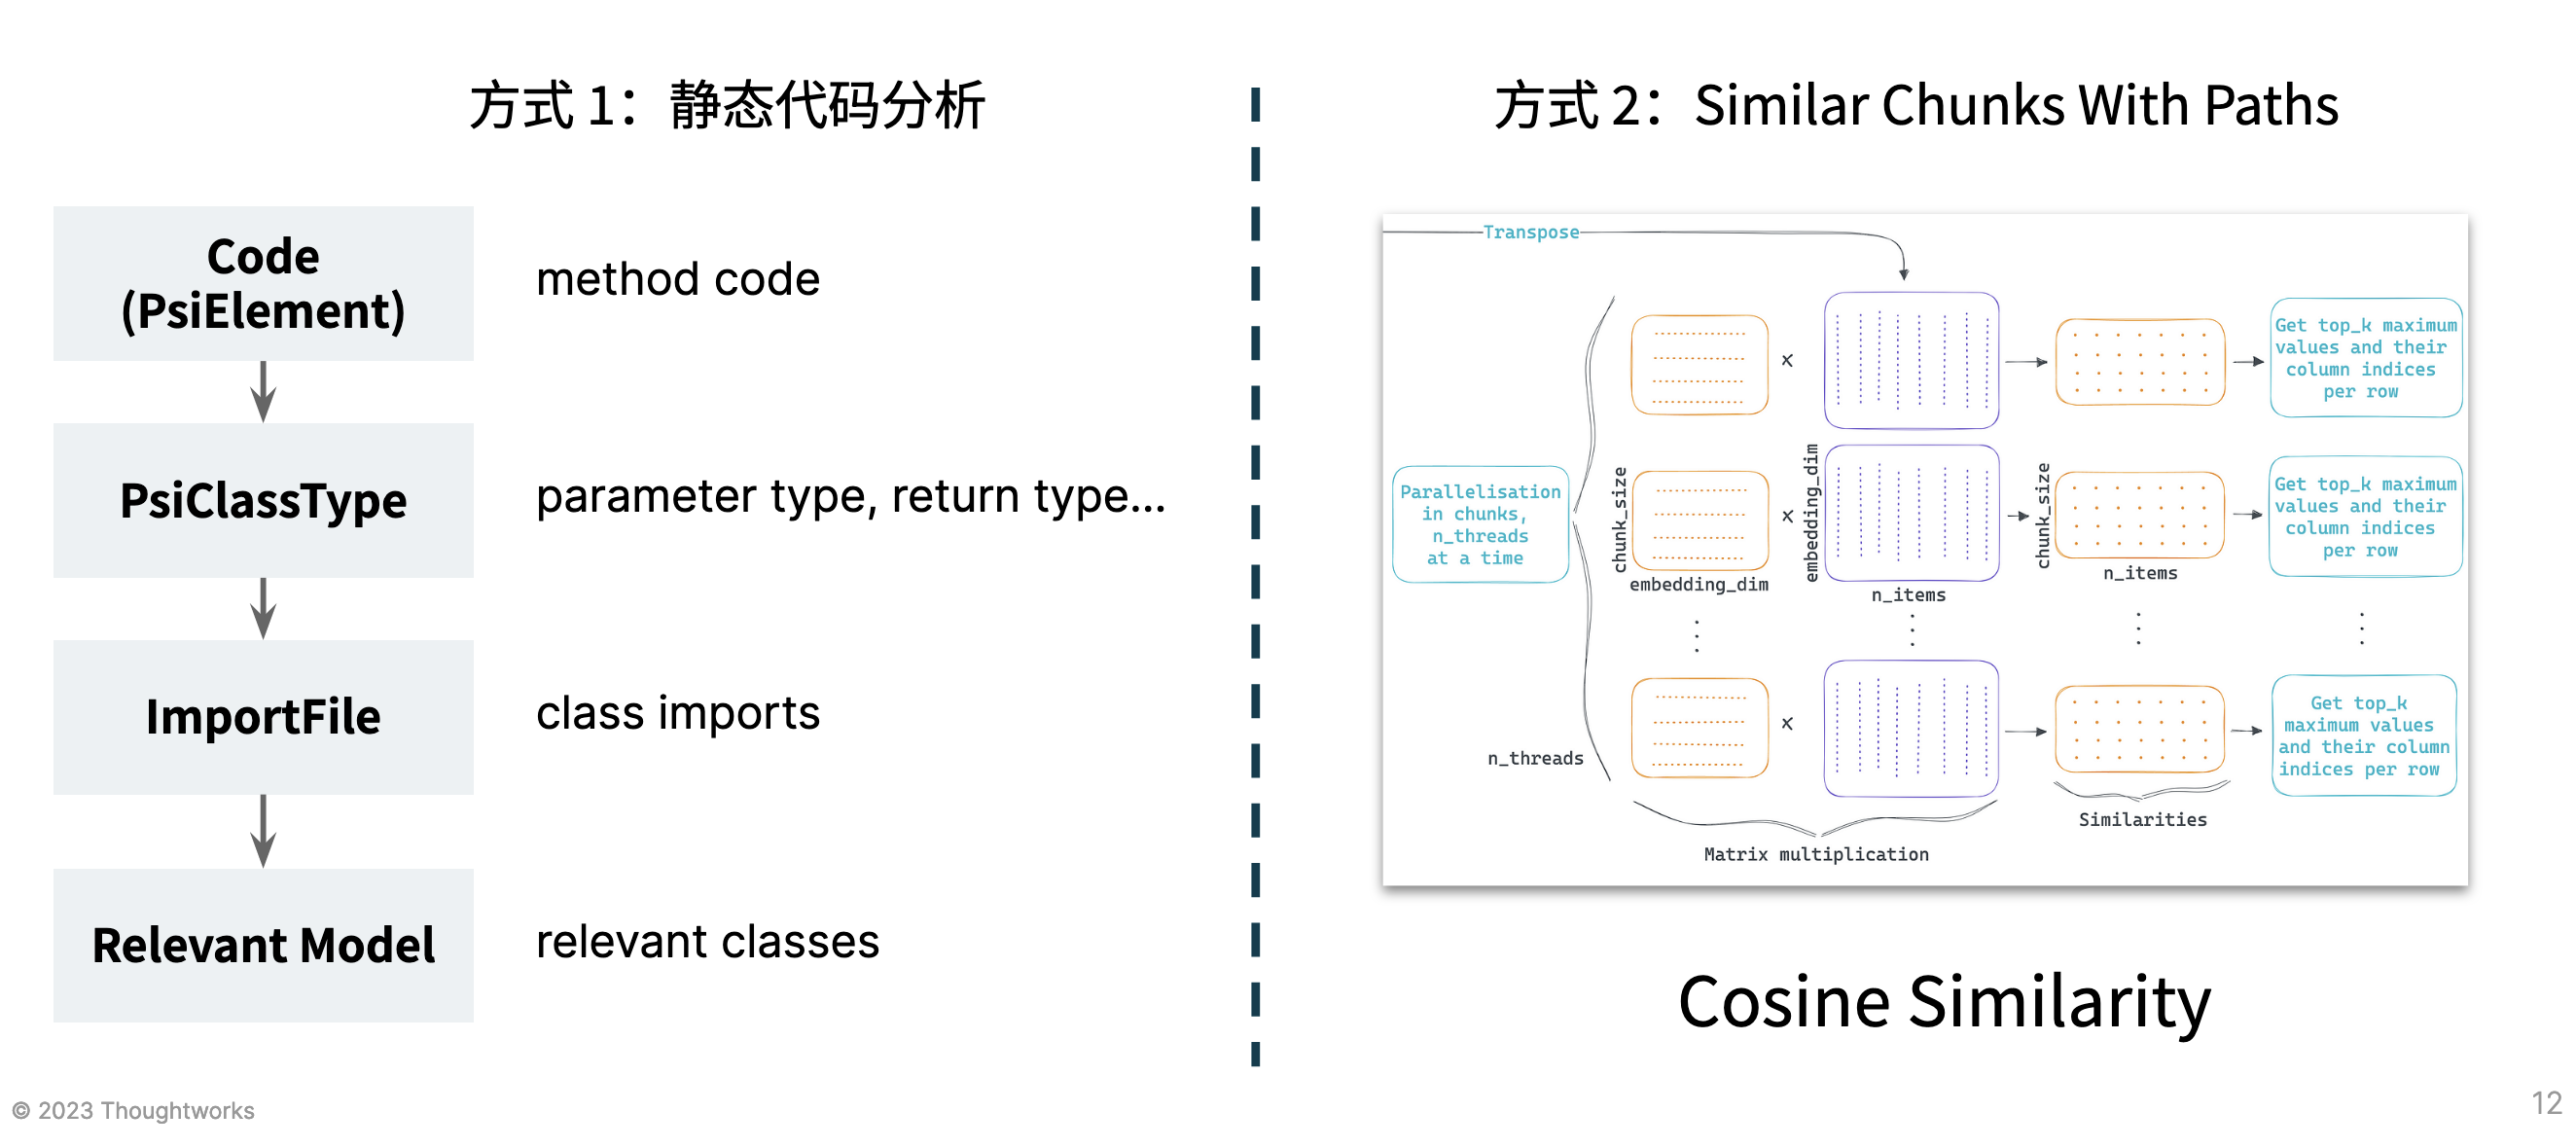 方式 1：静态代码分析
Code
(PsiElement)
method code
PsiClassType
parameter type, return type...
ImportFile
class imports
Relevant Model
relevant classes
方式 2：Similar Chunks With Paths
Transpose
Parallelisation
in chunks,
n_threads
at a time
n_threads
x
Get top_k maximum
values and their
column indices
per row
chunk_size
embedding_dim
x
embedding_dim
n_items
chunk_size
n_items
Get top_k maximum
values and their
column indices
per row
x
Get top_k
maximum values
and their column
indices per row
Matrix multiplication
Similarities
Cosine Similarity
© 2023 Thoughtworks
12